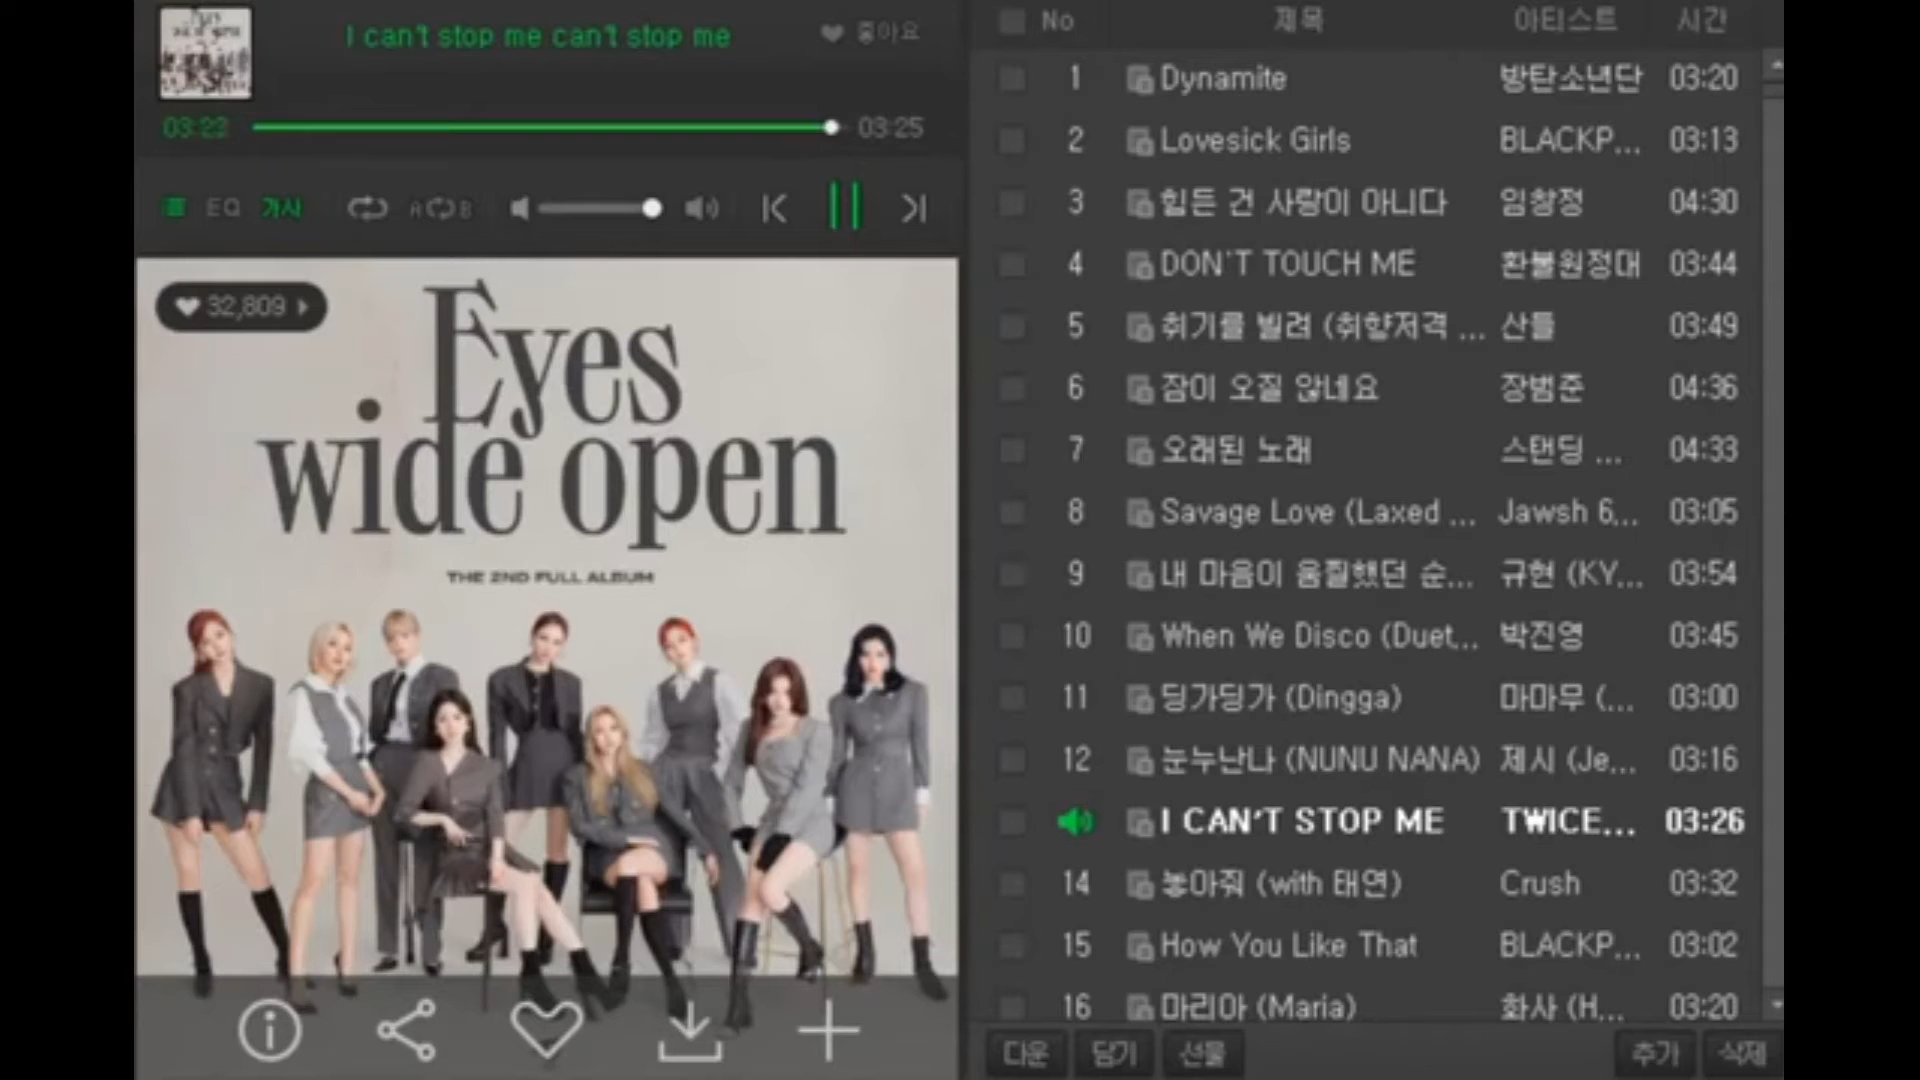 I can't stop me can't stop me
좋아요
03:23
03:25
EQ 가사
A B
32,809
Eyes
wide open
THE 2ND FULL ALBUM
No 제목 아티스트 시간
1 Dynamite 방탄소년단 03:20
2 Lovesick Girls BLACKP... 03:13
3 힘든 건 사랑이 아니다 임창정 04:30
4 DON'T TOUCH ME 환불원정대 03:44
5 취기를 빌려 (취향저격 ... 산들 03:49
6 잠이 오질 않네요 장범준 04:36
7 오래된 노래 스탠딩 ... 04:33
8 Savage Love (Laxed ... Jawsh 6... 03:05
9 내 마음이 움찔했던 순... 규현 (KY... 03:54
10 When We Disco (Duet... 박진영 03:45
11 딩가딩가 (Dingga) 마마무 (... 03:00
12 눈누난나 (NUNU NANA) 제시 (Je... 03:16
I CAN'T STOP ME TWICE... 03:26
14 놓아줘 (with 태연) Crush 03:32
15 How You Like That BLACKP... 03:02
16 마리아 (Maria) 화사 (H... 03:20
다운 담기 선물 추가 삭제